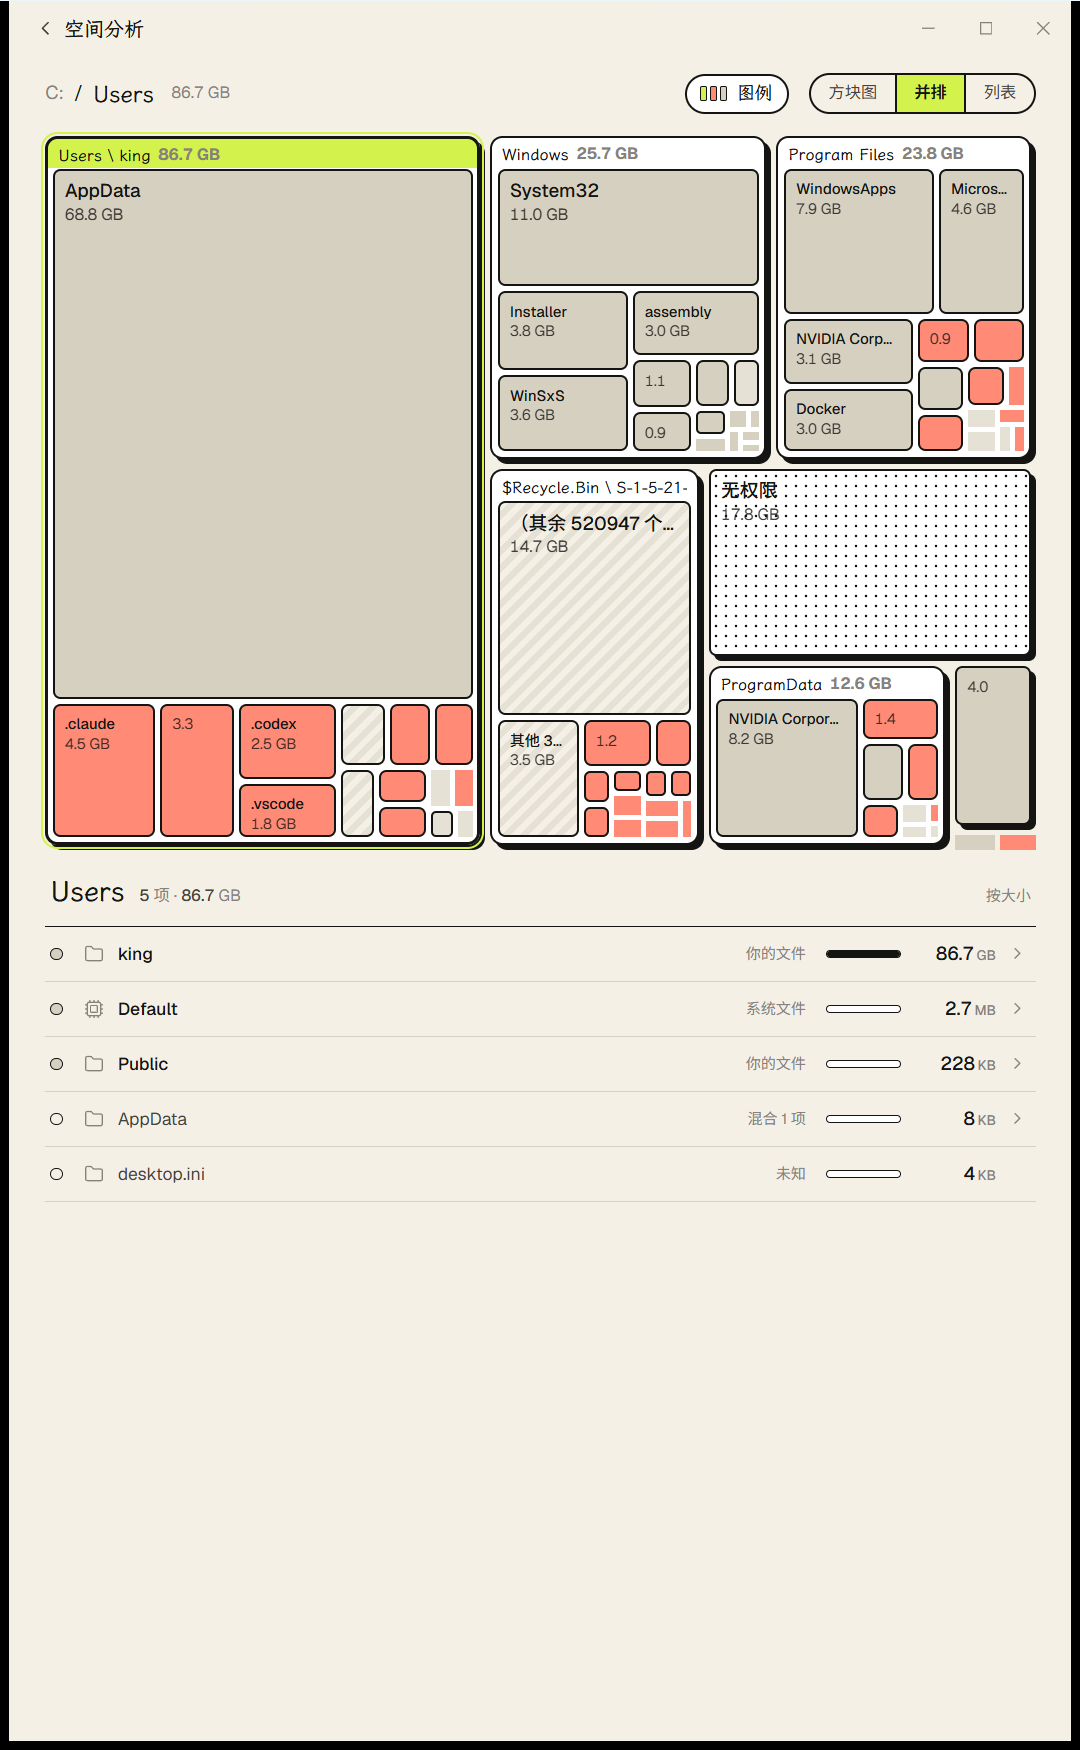 空间分析
C: / Users 86.7 GB
图例
方块图 并排 列表
Users \ king 86.7 GB
AppData
68.8 GB
.claude
4.5 GB
3.3
.codex
2.5 GB
.vscode
1.8 GB
Windows 25.7 GB
System32
11.0 GB
Installer
3.8 GB
assembly
3.0 GB
WinSxS
3.6 GB
1.1
0.9
Program Files 23.8 GB
WindowsApps
7.9 GB
Micros...
4.6 GB
NVIDIA Corp...
3.1 GB
0.9
Docker
3.0 GB
$Recycle.Bin \ S-1-5-21-
（其余 520947 个...
14.7 GB
其他 3...
3.5 GB
1.2
无权限
17.8 GB
ProgramData 12.6 GB
NVIDIA Corpor...
8.2 GB
1.4
4.0
Users 5 项 · 86.7 GB 按大小
king 你的文件 86.7 GB
Default 系统文件 2.7 MB
Public 你的文件 228 KB
AppData 混合 1 项 8 KB
desktop.ini 未知 4 KB